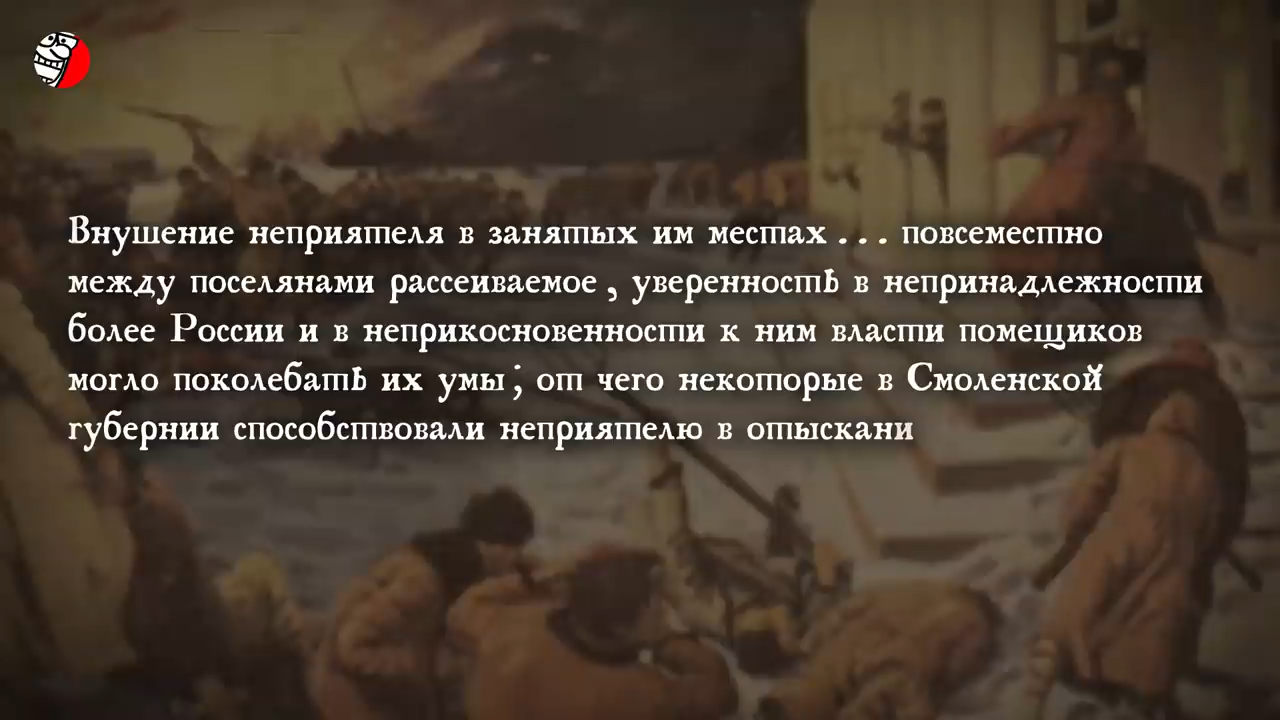 Внушение неприятеля в занятых им местах . . . повсеместно
между поселянами рассеиваемое , уверенность в непринадлежности
более России и в неприкосновенности к ним власти помещиков
могло поколебать их умы ; от чего некоторые в Смоленской
губернии способствовали неприятелю в отыскани